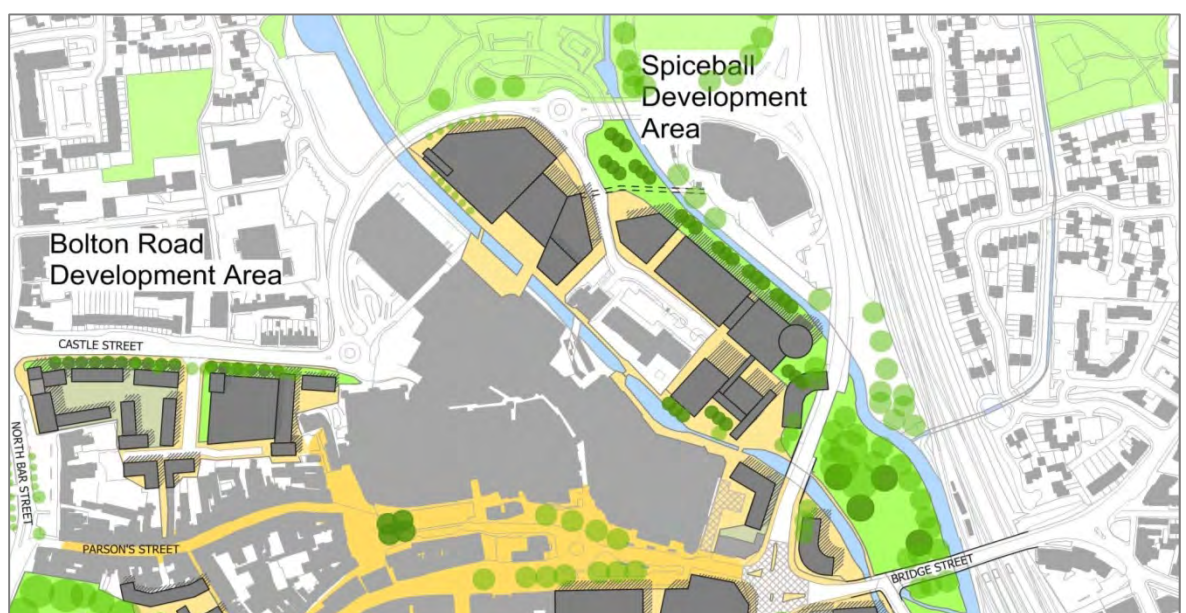 Spiceball
Development
Area
Bolton Road
Development Area
CASTLE STREET
NORTH BAR STREET
PARSON'S STREET
BRIDGE STREET